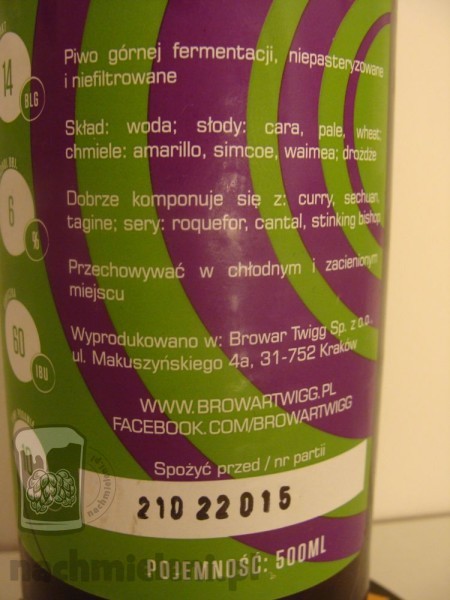 Piwo górnej fermentacji, niepasteryzowane
i niefiltrowane
14
BLG
Skład: woda; słody: cara, pale, wheat;
chmiele: amarillo, simcoe, waimea; drożdże
6
%
Dobrze komponuje się z: curry, sechuan,
tagine; sery: roquefor, cantal, stinking bishop
Przechowywać w chłodnym i zacienionym
miejscu
60
IBU
Wyprodukowano w: Browar Twigg Sp. z o.o.,
ul. Makuszyńskiego 4a, 31-752 Kraków
WWW.BROWARTWIGG.PL
FACEBOOK.COM/BROWARTWIGG
Spożyć przed / nr partii
210 22015
POJEMNOŚĆ: 500ML
nachmielony.pl